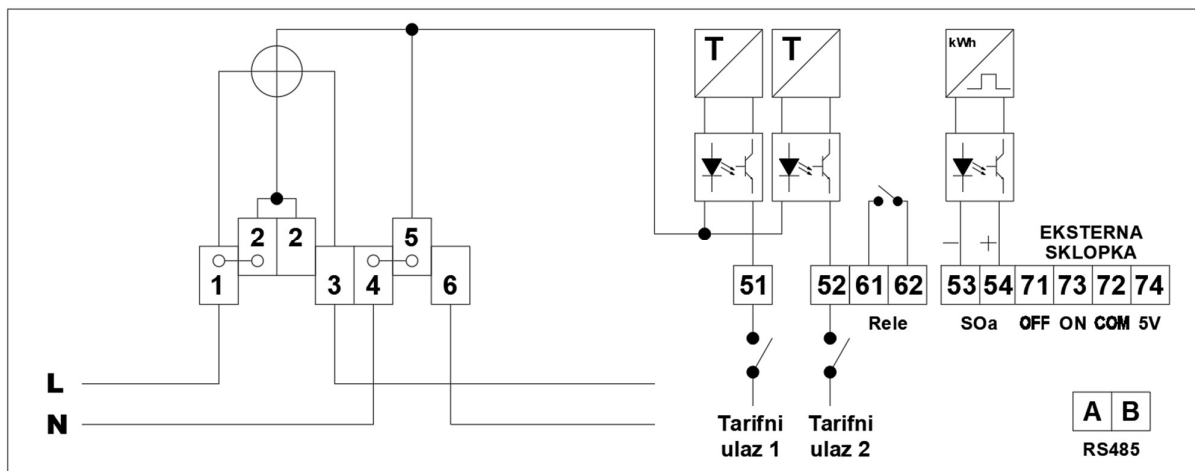 T T kWh
EKSTERNA
SKLOPKA
1 2 2 3 4 5 6
51 52 61 62 53 54 71 73 72 74
− +
Rele SOa OFF ON COM 5V
L
N
Tarifni
ulaz 1
Tarifni
ulaz 2
A B
RS485